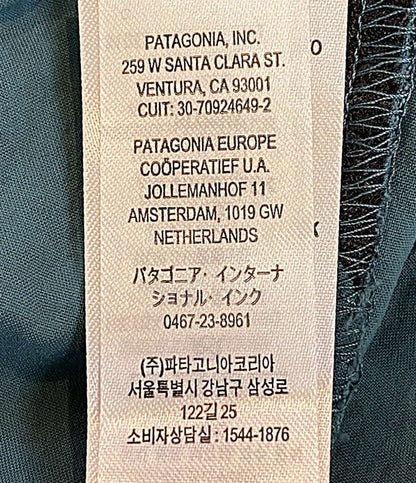 PATAGONIA, INC.
259 W SANTA CLARA ST.
VENTURA, CA 93001
CUIT: 30-70924649-2
PATAGONIA EUROPE
COÖPERATIEF U.A.
JOLLEMANHOF 11
AMSTERDAM, 1019 GW
NETHERLANDS
パタゴニア・インターナ
ショナル・インク
0467-23-8961
(주)파타고니아코리아
서울특별시 강남구 삼성로
122길 25
소비자상담실 : 1544-1876